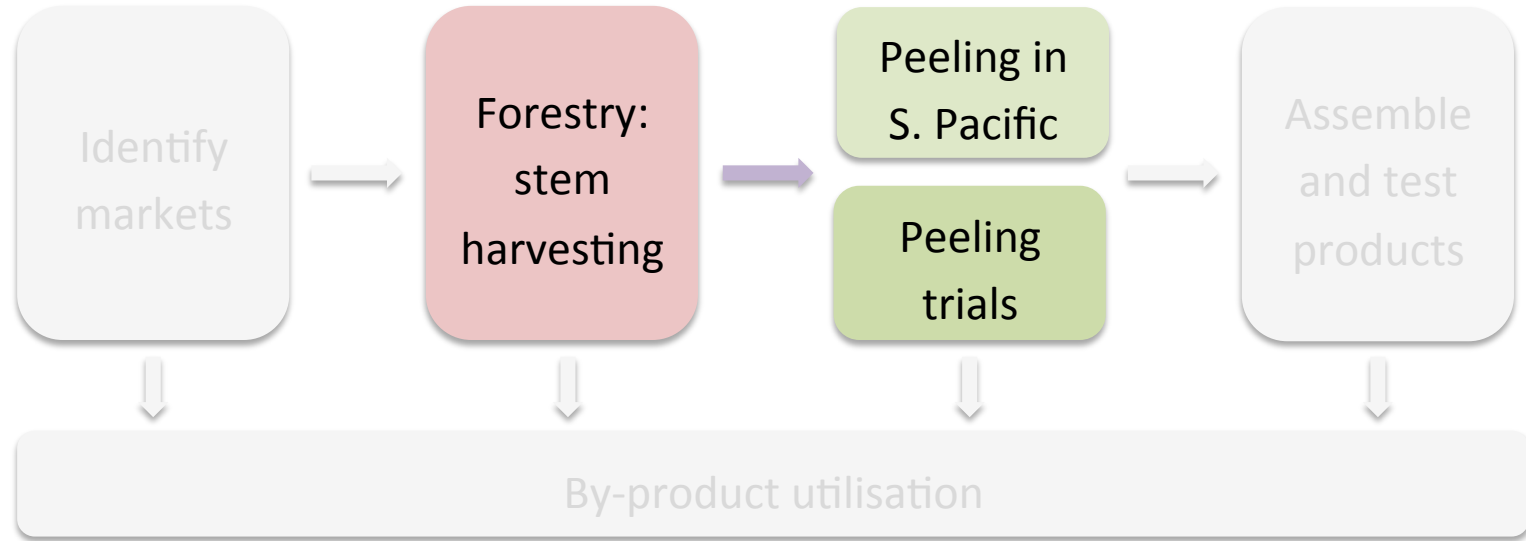 Identify
markets
Forestry:
stem
harvesting
Peeling in
S. Pacific
Peeling
trials
Assemble
and test
products
By-product utilisation